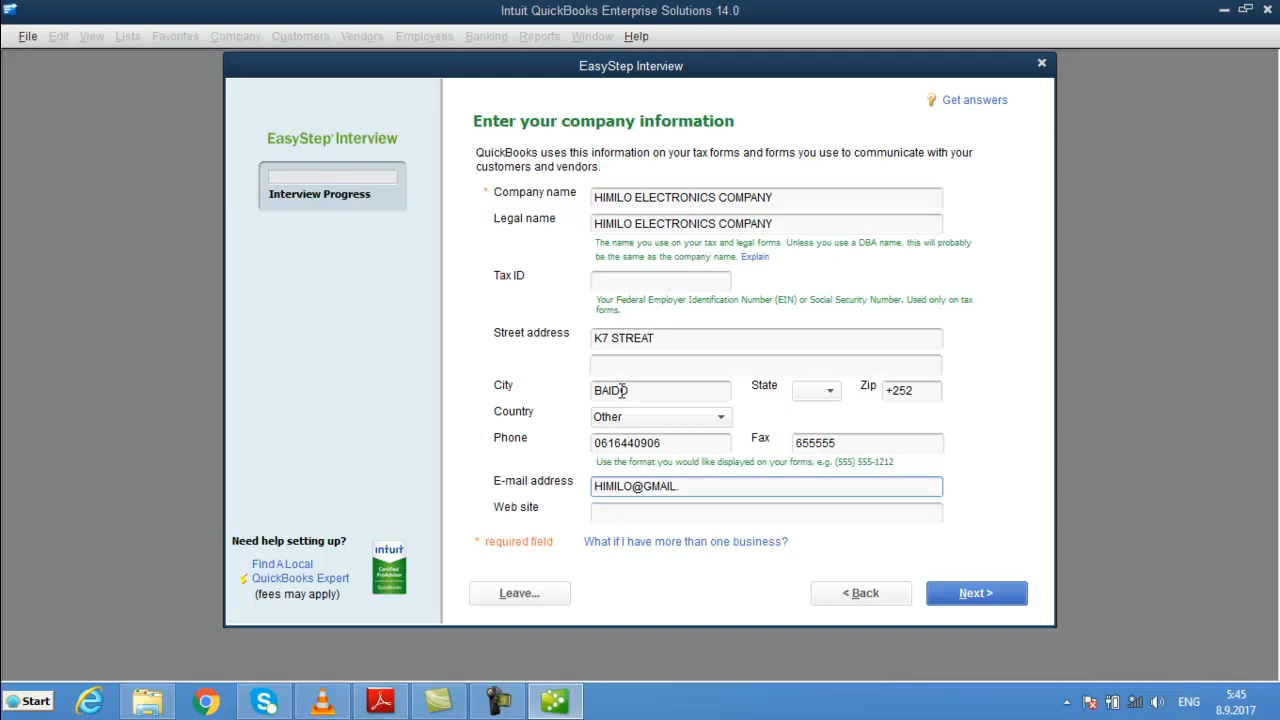 Intuit QuickBooks Enterprise Solutions 14.0
File Edit View Lists Favorites Company Customers Vendors Employees Banking Reports Window Help
EasyStep Interview
Get answers
EasyStep Interview
Interview Progress
Enter your company information
QuickBooks uses this information on your tax forms and forms you use to communicate with your
customers and vendors.
* Company name HIMILO ELECTRONICS COMPANY
Legal name HIMILO ELECTRONICS COMPANY
The name you use on your tax and legal forms. Unless you use a DBA name, this will probably
be the same as the company name. Explain
Tax ID
Your Federal Employer Identification Number (EIN) or Social Security Number. Used only on tax
forms.
Street address K7 STREAT
City BAIDO State Zip +252
Country Other
Phone 0616440906 Fax 655555
Use the format you would like displayed on your forms, e.g. (555) 555-1212
E-mail address HIMILO@GMAIL.
Web site
* required field What if I have more than one business?
Need help setting up?
Find A Local
QuickBooks Expert
(fees may apply)
intuit
Certified
ProAdvisor
QuickBooks
Leave... < Back Next >
Start ENG 5:45
8.9.2017